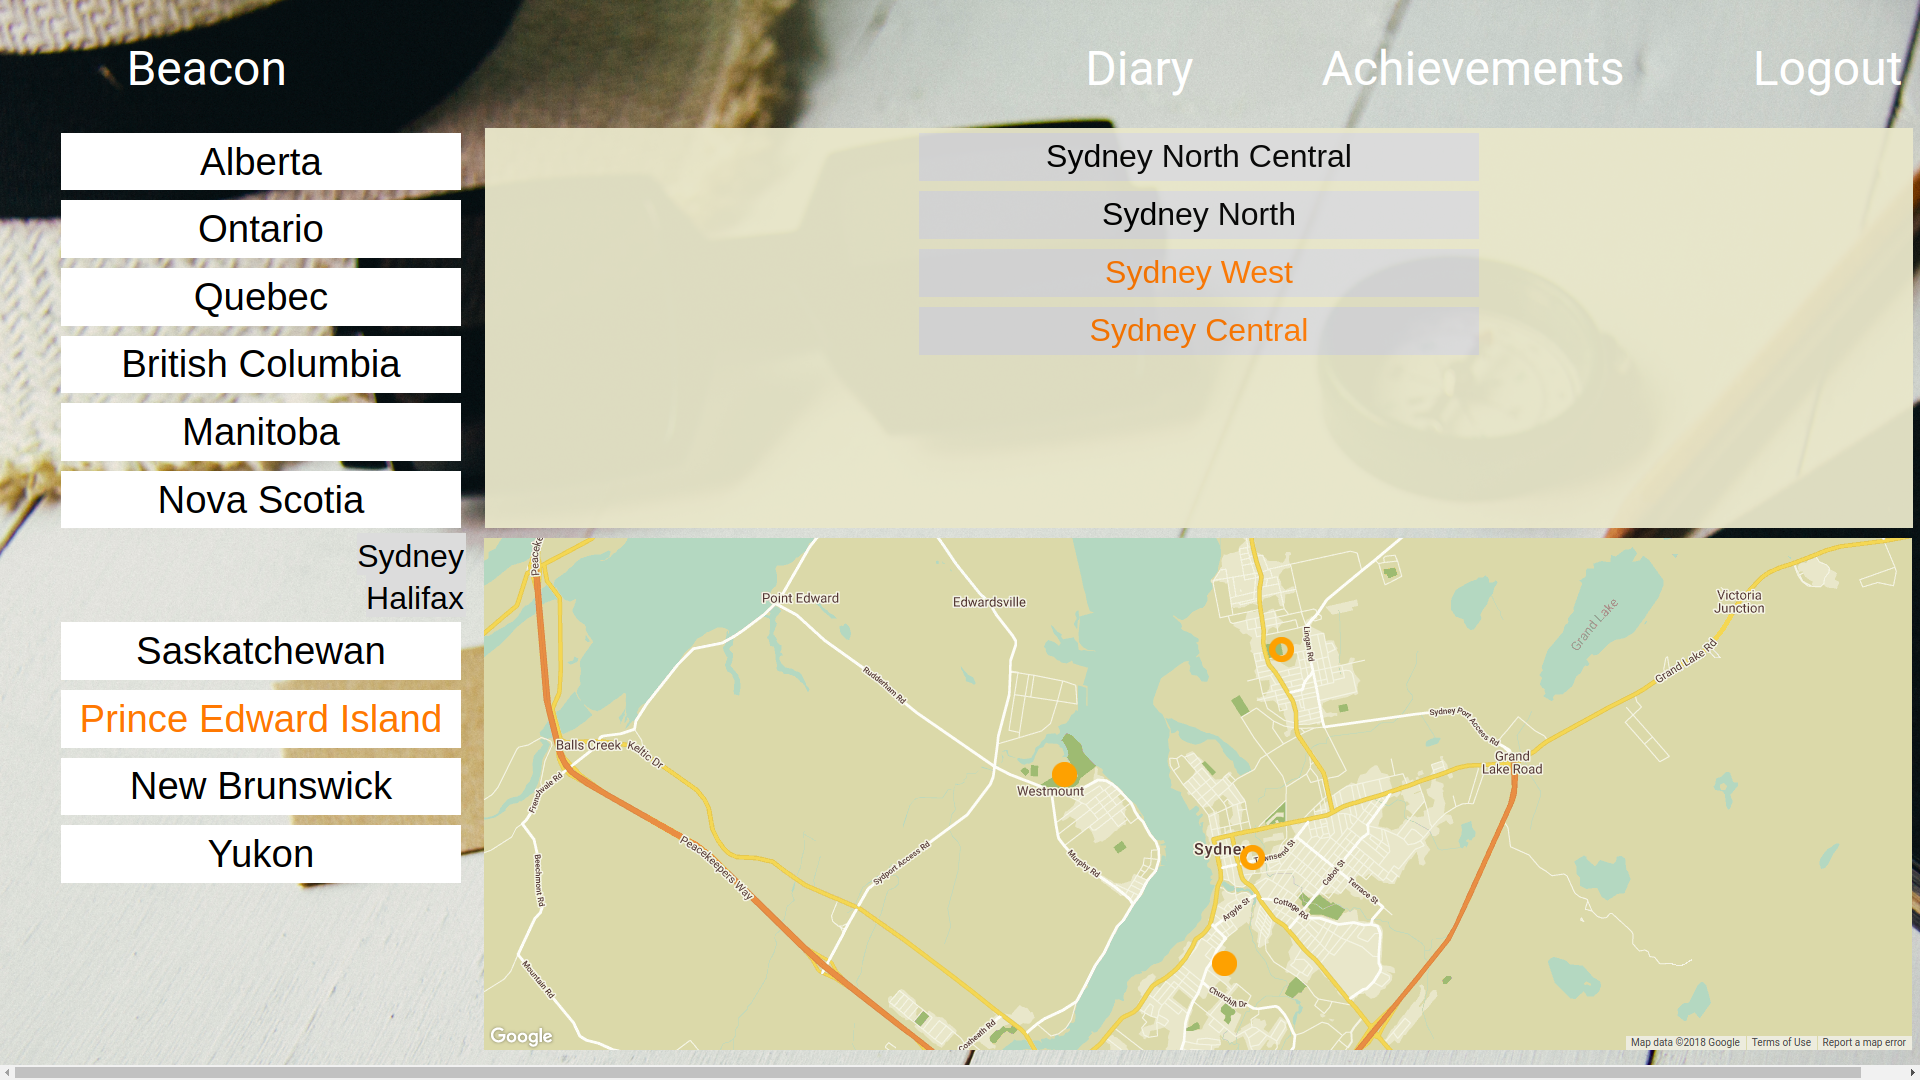 Beacon
Diary
Achievements
Logout
Alberta
Ontario
Quebec
British Columbia
Manitoba
Nova Scotia
Sydney
Halifax
Saskatchewan
Prince Edward Island
New Brunswick
Yukon
Sydney North Central
Sydney North
Sydney West
Sydney Central
Point Edward
Edwardsville
Victoria
Junction
Grand Lake
Grand Lake Rd
Lingan Rd
Rudderham Rd
Sydney Port Access Rd
Balls Creek
Keltic Dr
Grand
Lake Road
Frenchvale Rd
Westmount
Peacekeepers Way
Sydport Access Rd
Murphy Rd
Sydney
Townsend St
Cabot St
Terrace St
Beechmont Rd
Argyle St
Cottage Rd
Mountain Rd
Churchill Dr
Coxheath Rd
Google
Map data ©2018 Google
Terms of Use
Report a map error